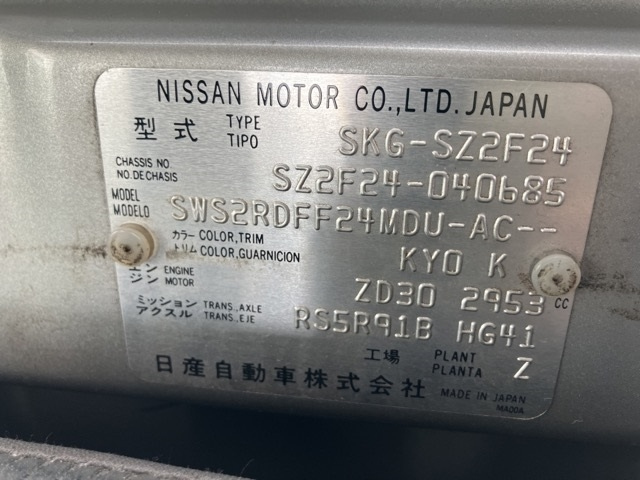 NISSAN MOTOR CO.,LTD.JAPAN
型式 TYPE TIPO SKG-SZ2F24
CHASSIS NO. NO.DE CHASIS SZ2F24-040685
MODEL MODELO SWS2RDFF24MDU-AC--
カラー COLOR,TRIM
トリム COLOR,GUARNICION KYO K
エンジン ENGINE MOTOR ZD30 2953 CC
ミッション TRANS.,AXLE
アクスル TRANS.,EJE RS5R91B HG41
工場 PLANT PLANTA Z
日産自動車株式会社 MADE IN JAPAN
MA00A